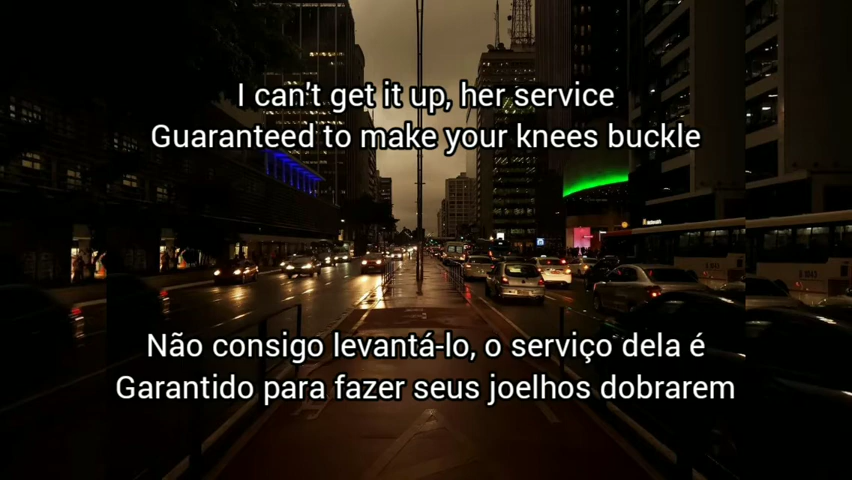 I can't get it up, her service
Guaranteed to make your knees buckle
Não consigo levantá-lo, o serviço dela é
Garantido para fazer seus joelhos dobrarem